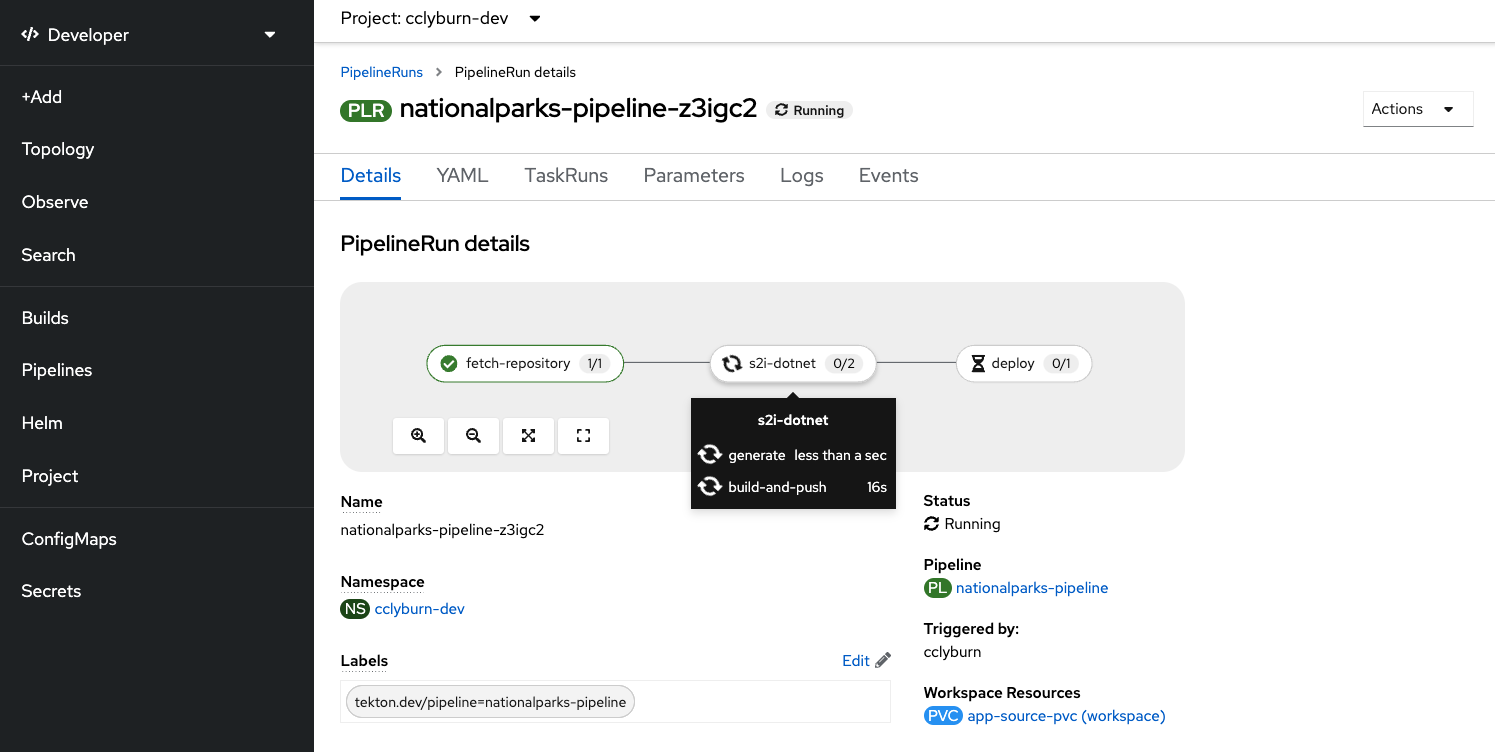 Developer
+Add
Topology
Observe
Search
Builds
Pipelines
Helm
Project
ConfigMaps
Secrets
Project: cclyburn-dev
PipelineRuns > PipelineRun details
PLR nationalparks-pipeline-z3igc2 Running
Actions
Details YAML TaskRuns Parameters Logs Events
PipelineRun details
fetch-repository 1/1 s2i-dotnet 0/2 deploy 0/1
s2i-dotnet
generate less than a sec
build-and-push 16s
Name
nationalparks-pipeline-z3igc2
Namespace
NS cclyburn-dev
Labels Edit
tekton.dev/pipeline=nationalparks-pipeline
Status
Running
Pipeline
PL nationalparks-pipeline
Triggered by:
cclyburn
Workspace Resources
PVC app-source-pvc (workspace)